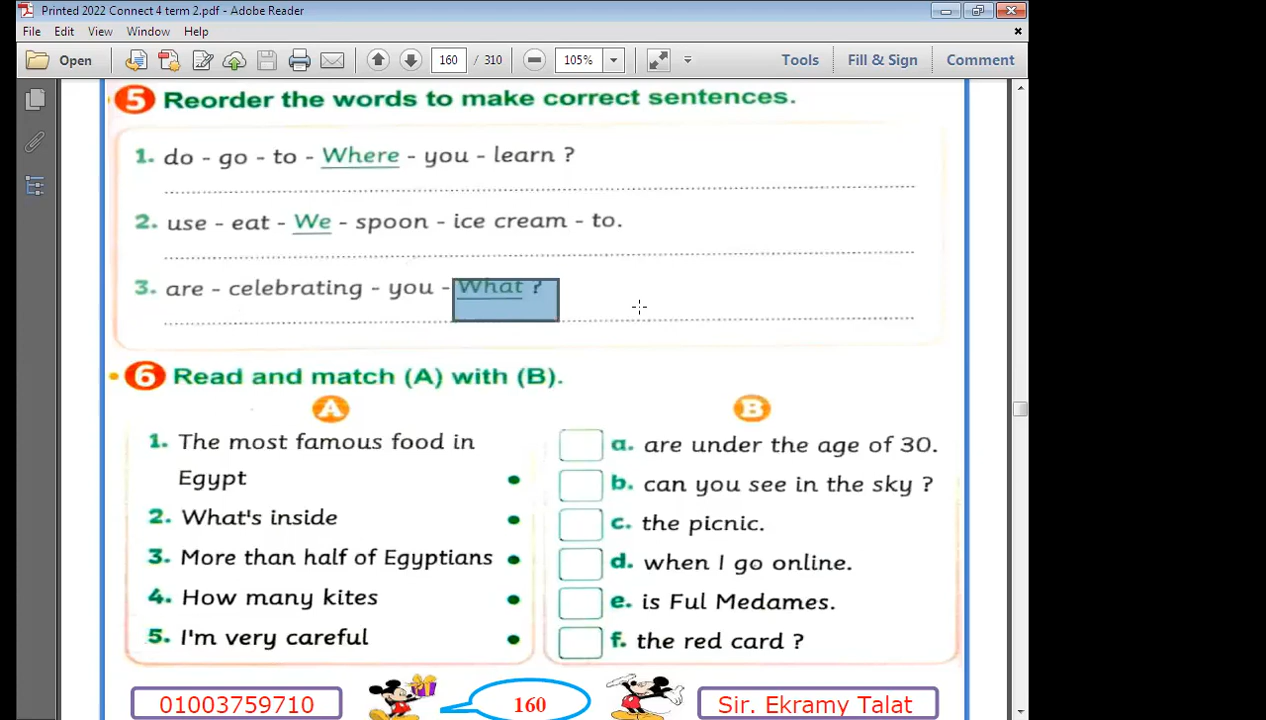 Printed 2022 Connect 4 term 2.pdf - Adobe Reader
File Edit View Window Help
Open 160 / 310 105% Tools Fill & Sign Comment
5 Reorder the words to make correct sentences.
1. do - go - to - Where - you - learn ?
2. use - eat - We - spoon - ice cream - to.
3. are - celebrating - you - What ?
6 Read and match (A) with (B).
A
1. The most famous food in
Egypt
2. What's inside
3. More than half of Egyptians
4. How many kites
5. I'm very careful
B
a. are under the age of 30.
b. can you see in the sky ?
c. the picnic.
d. when I go online.
e. is Ful Medames.
f. the red card ?
01003759710
160
Sir. Ekramy Talat